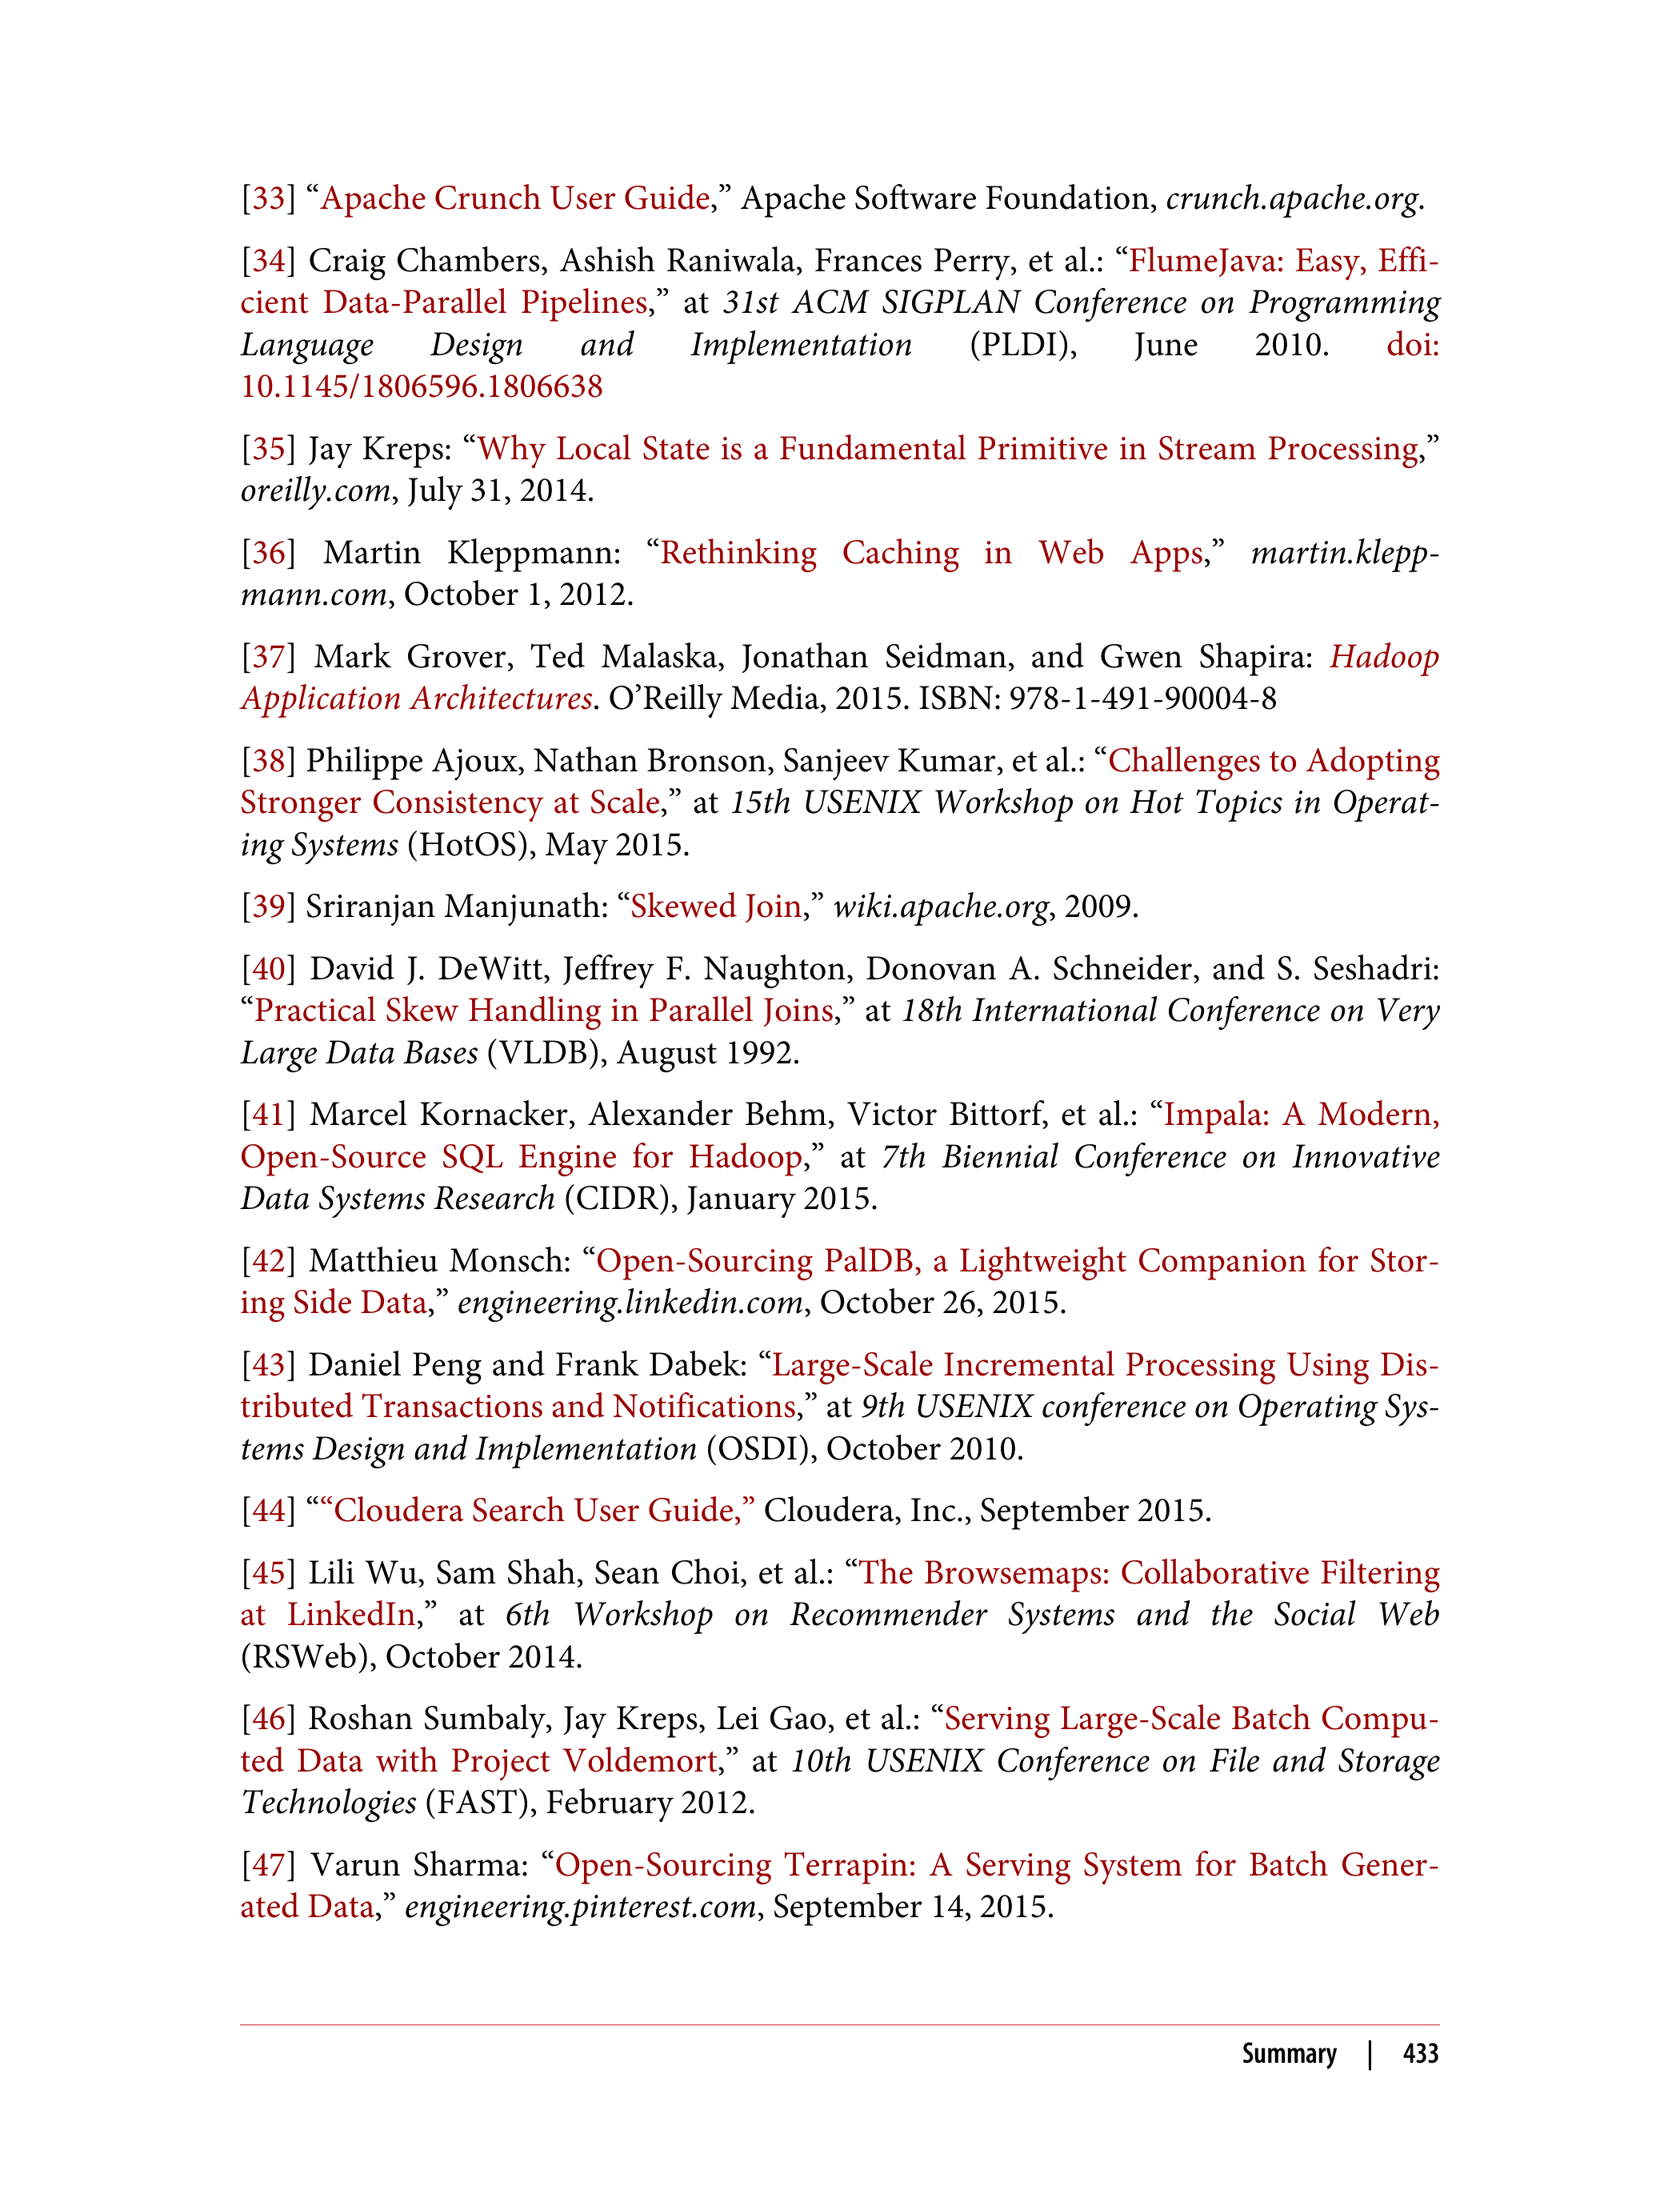 [33] “Apache Crunch User Guide,” Apache Software Foundation, crunch.apache.org.
[34] Craig Chambers, Ashish Raniwala, Frances Perry, et al.: “FlumeJava: Easy, Effi-
cient Data-Parallel Pipelines,” at 31st ACM SIGPLAN Conference on Programming
Language Design and Implementation (PLDI), June 2010. doi:
10.1145/1806596.1806638
[35] Jay Kreps: “Why Local State is a Fundamental Primitive in Stream Processing,”
oreilly.com, July 31, 2014.
[36] Martin Kleppmann: “Rethinking Caching in Web Apps,” martin.klepp-
mann.com, October 1, 2012.
[37] Mark Grover, Ted Malaska, Jonathan Seidman, and Gwen Shapira: Hadoop
Application Architectures. O’Reilly Media, 2015. ISBN: 978-1-491-90004-8
[38] Philippe Ajoux, Nathan Bronson, Sanjeev Kumar, et al.: “Challenges to Adopting
Stronger Consistency at Scale,” at 15th USENIX Workshop on Hot Topics in Operat-
ing Systems (HotOS), May 2015.
[39] Sriranjan Manjunath: “Skewed Join,” wiki.apache.org, 2009.
[40] David J. DeWitt, Jeffrey F. Naughton, Donovan A. Schneider, and S. Seshadri:
“Practical Skew Handling in Parallel Joins,” at 18th International Conference on Very
Large Data Bases (VLDB), August 1992.
[41] Marcel Kornacker, Alexander Behm, Victor Bittorf, et al.: “Impala: A Modern,
Open-Source SQL Engine for Hadoop,” at 7th Biennial Conference on Innovative
Data Systems Research (CIDR), January 2015.
[42] Matthieu Monsch: “Open-Sourcing PalDB, a Lightweight Companion for Stor-
ing Side Data,” engineering.linkedin.com, October 26, 2015.
[43] Daniel Peng and Frank Dabek: “Large-Scale Incremental Processing Using Dis-
tributed Transactions and Notifications,” at 9th USENIX conference on Operating Sys-
tems Design and Implementation (OSDI), October 2010.
[44] ““Cloudera Search User Guide,” Cloudera, Inc., September 2015.
[45] Lili Wu, Sam Shah, Sean Choi, et al.: “The Browsemaps: Collaborative Filtering
at LinkedIn,” at 6th Workshop on Recommender Systems and the Social Web
(RSWeb), October 2014.
[46] Roshan Sumbaly, Jay Kreps, Lei Gao, et al.: “Serving Large-Scale Batch Compu-
ted Data with Project Voldemort,” at 10th USENIX Conference on File and Storage
Technologies (FAST), February 2012.
[47] Varun Sharma: “Open-Sourcing Terrapin: A Serving System for Batch Gener-
ated Data,” engineering.pinterest.com, September 14, 2015.
Summary | 433